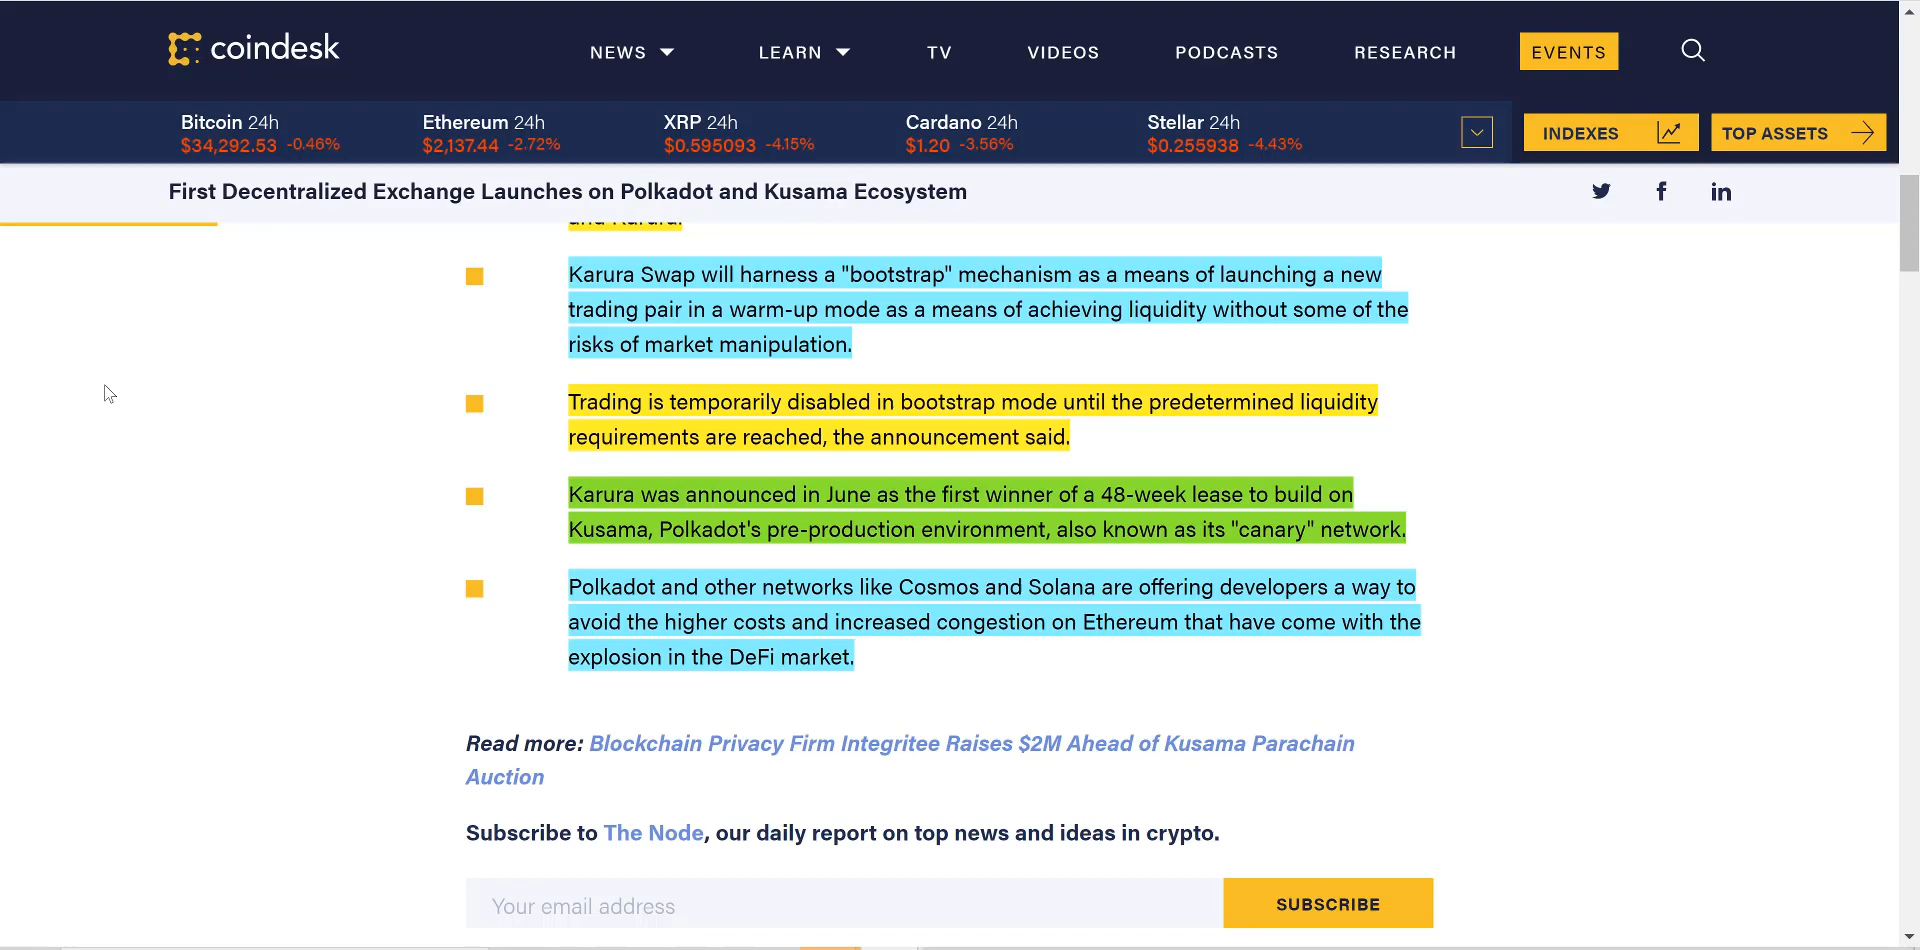 coindesk
NEWS
LEARN
TV
VIDEOS
PODCASTS
RESEARCH
EVENTS
Bitcoin 24h
$34,292.53 -0.46%
Ethereum 24h
$2,137.44 -2.72%
XRP 24h
$0.595093 -4.15%
Cardano 24h
$1.20 -3.56%
Stellar 24h
$0.255938 -4.43%
INDEXES
TOP ASSETS
First Decentralized Exchange Launches on Polkadot and Kusama Ecosystem
and Karura.
Karura Swap will harness a "bootstrap" mechanism as a means of launching a new
trading pair in a warm-up mode as a means of achieving liquidity without some of the
risks of market manipulation.
Trading is temporarily disabled in bootstrap mode until the predetermined liquidity
requirements are reached, the announcement said.
Karura was announced in June as the first winner of a 48-week lease to build on
Kusama, Polkadot's pre-production environment, also known as its "canary" network.
Polkadot and other networks like Cosmos and Solana are offering developers a way to
avoid the higher costs and increased congestion on Ethereum that have come with the
explosion in the DeFi market.
Read more: Blockchain Privacy Firm Integritee Raises $2M Ahead of Kusama Parachain
Auction
Subscribe to The Node, our daily report on top news and ideas in crypto.
Your email address
SUBSCRIBE